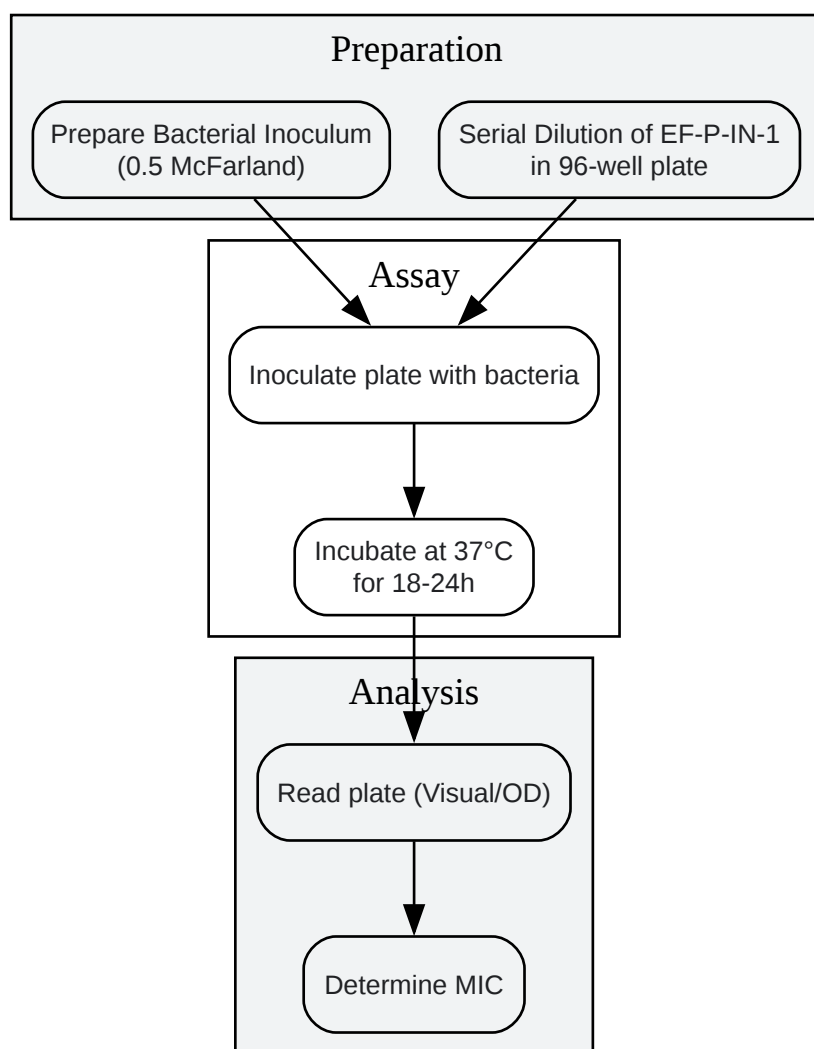 Preparation
Prepare Bacterial Inoculum
(0.5 McFarland)
Serial Dilution of EF-P-IN-1
in 96-well plate
Assay
Inoculate plate with bacteria
Incubate at 37°C
for 18-24h
Analysis
Read plate (Visual/OD)
Determine MIC